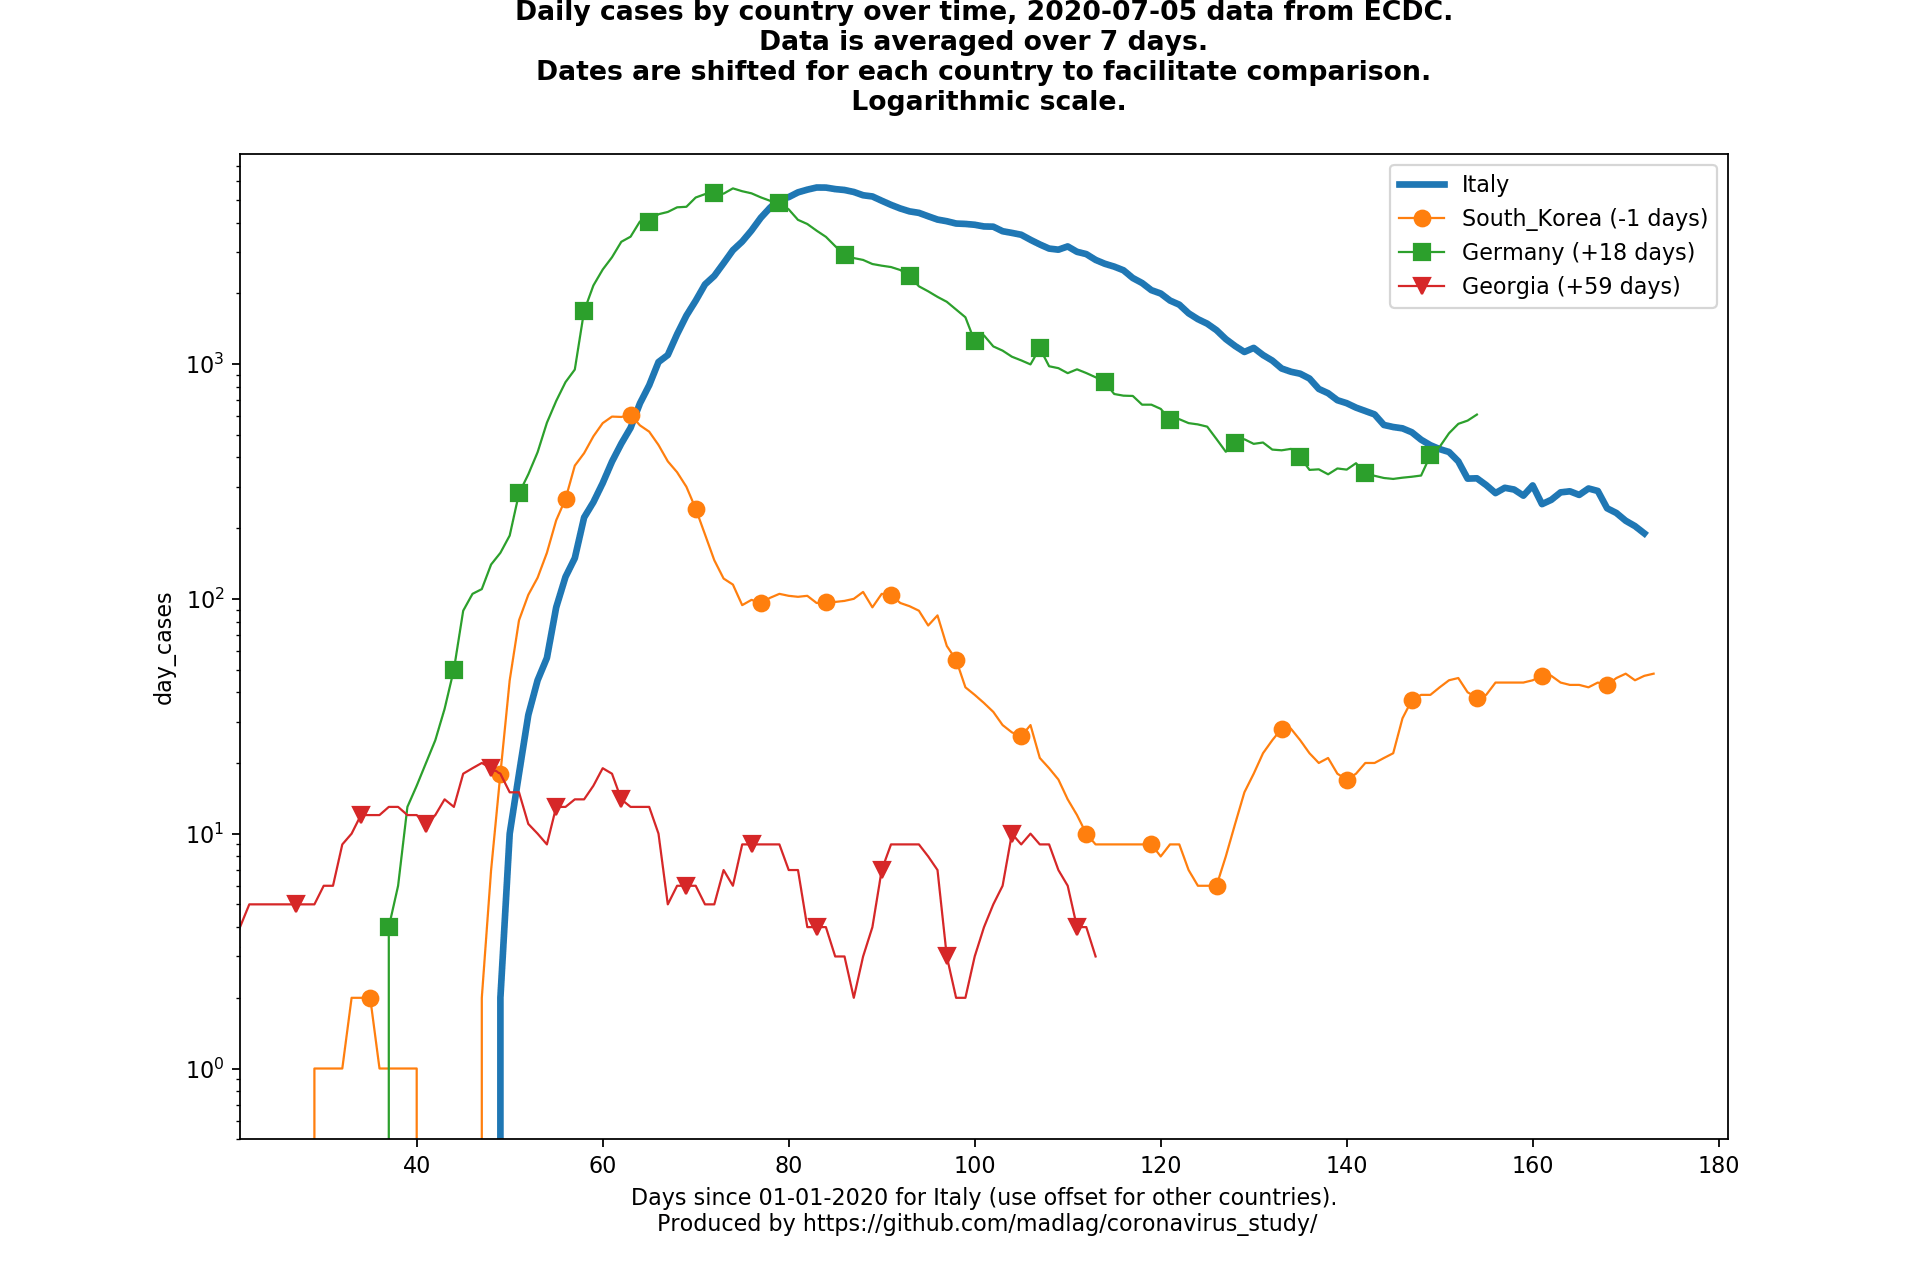 Daily cases by country over time, 2020-07-05 data from ECDC.
Data is averaged over 7 days.
Dates are shifted for each country to facilitate comparison.
Logarithmic scale.
Italy
South_Korea (-1 days)
Germany (+18 days)
Georgia (+59 days)
day_cases
10³
10²
10¹
10⁰
40 60 80 100 120 140 160 180
Days since 01-01-2020 for Italy (use offset for other countries).
Produced by https://github.com/madlag/coronavirus_study/